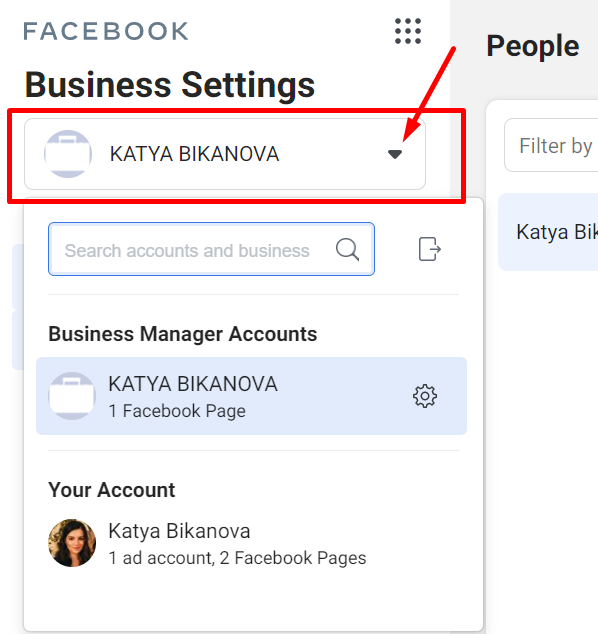 FACEBOOK
Business Settings
KATYA BIKANOVA
Search accounts and business
Business Manager Accounts
KATYA BIKANOVA
1 Facebook Page
Your Account
Katya Bikanova
1 ad account, 2 Facebook Pages
People
Filter by
Katya Bik